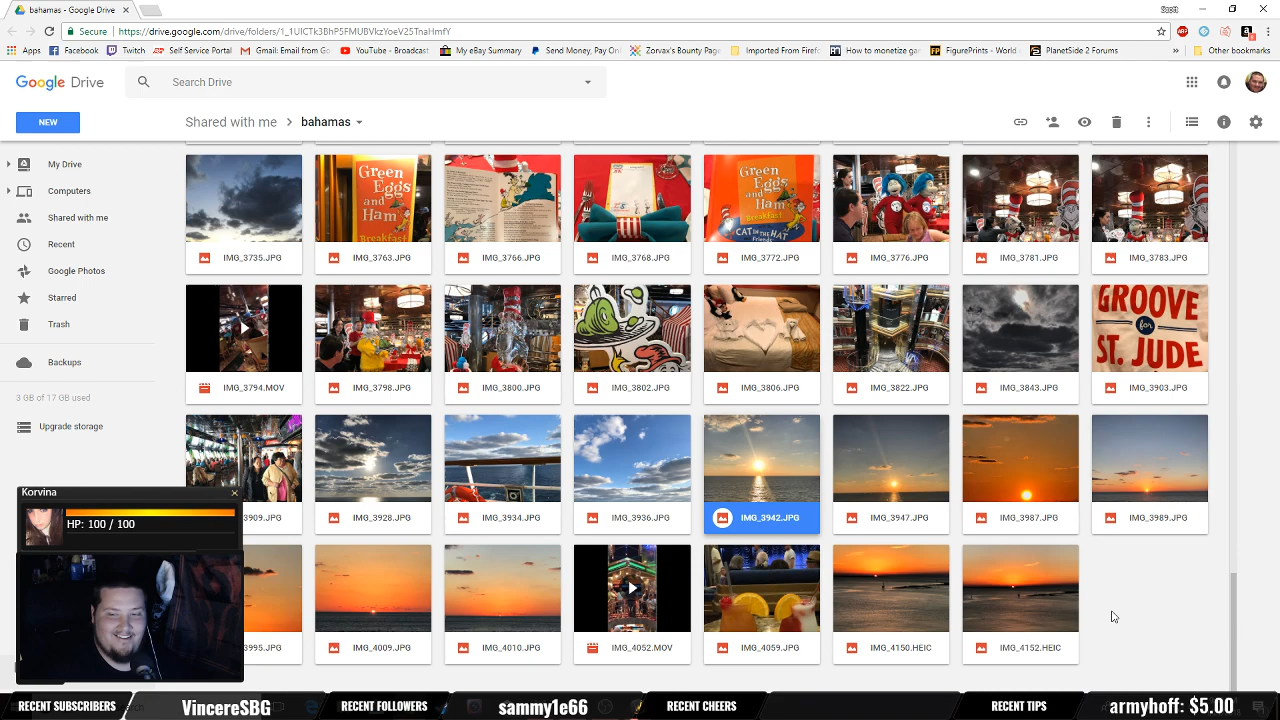 bahamas - Google Drive
Scott
Secure
https://drive.google.com/drive/folders/1_1UICTk3BhP5FMUBVkzYoeV25TnaHmfY
Apps
Facebook
Twitch
Self Service Portal
Gmail: Email from Go
YouTube - Broadcast
My eBay Summary
Send Money, Pay Onl
Zorvax's Bounty Page
Imported From Firefo
How to monetize gar
FigurePrints - World
PlanetSide 2 Forums
»
Other bookmarks
Google Drive
Search Drive
NEW
Shared with me > bahamas
My Drive
Computers
Shared with me
Recent
Google Photos
Starred
Trash
Backups
GB of 17 GB used
Upgrade storage
Green Eggs and Ham Breakfast
Green Eggs and Ham Breakfast
CAT IN THE HAT
Friends
IMG_3735.JPG
IMG_3763.JPG
IMG_3766.JPG
IMG_3768.JPG
IMG_3772.JPG
IMG_3776.JPG
IMG_3781.JPG
IMG_3783.JPG
GROOVE
for
ST. JUDE
IMG_3794.MOV
IMG_3798.JPG
IMG_3800.JPG
IMG_3802.JPG
IMG_3806.JPG
IMG_3822.JPG
IMG_3843.JPG
IMG_3903.JPG
3909.JPG
IMG_3928.JPG
IMG_3934.JPG
IMG_3936.JPG
IMG_3942.JPG
IMG_3947.JPG
IMG_3987.JPG
IMG_3989.JPG
3995.JPG
IMG_4009.JPG
IMG_4010.JPG
IMG_4052.MOV
IMG_4059.JPG
IMG_4150.HEIC
IMG_4152.HEIC
Korvina
HP: 100 / 100
RECENT SUBSCRIBERS
VincereSBG
RECENT FOLLOWERS
sammy1e66
RECENT CHEERS
RECENT TIPS
armyhoff: $5.00